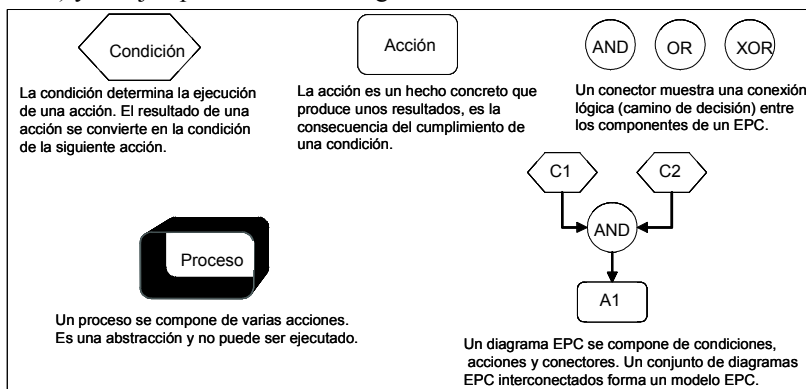 Condición
La condición determina la ejecución
de una acción. El resultado de una
acción se convierte en la condición
de la siguiente acción.
Acción
La acción es un hecho concreto que
produce unos resultados, es la
consecuencia del cumplimiento de
una condición.
AND OR XOR
Un conector muestra una conexión
lógica (camino de decisión) entre
los componentes de un EPC.
C1 C2
AND
A1
Proceso
Un proceso se compone de varias acciones.
Es una abstracción y no puede ser ejecutado.
Un diagrama EPC se compone de condiciones,
acciones y conectores. Un conjunto de diagramas
EPC interconectados forma un modelo EPC.